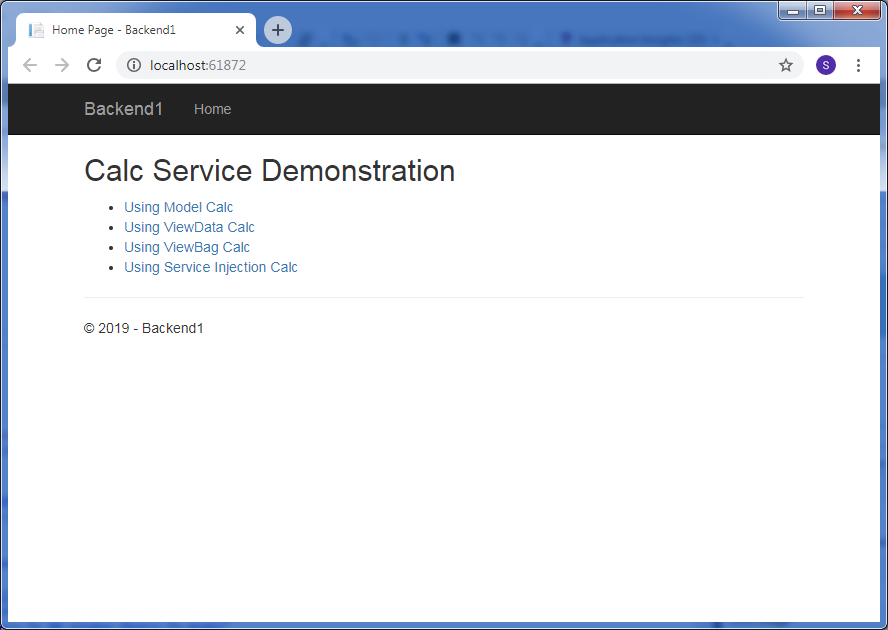 Home Page - Backend1
localhost:61872
S
Backend1 Home
Calc Service Demonstration
Using Model Calc
Using ViewData Calc
Using ViewBag Calc
Using Service Injection Calc
© 2019 - Backend1